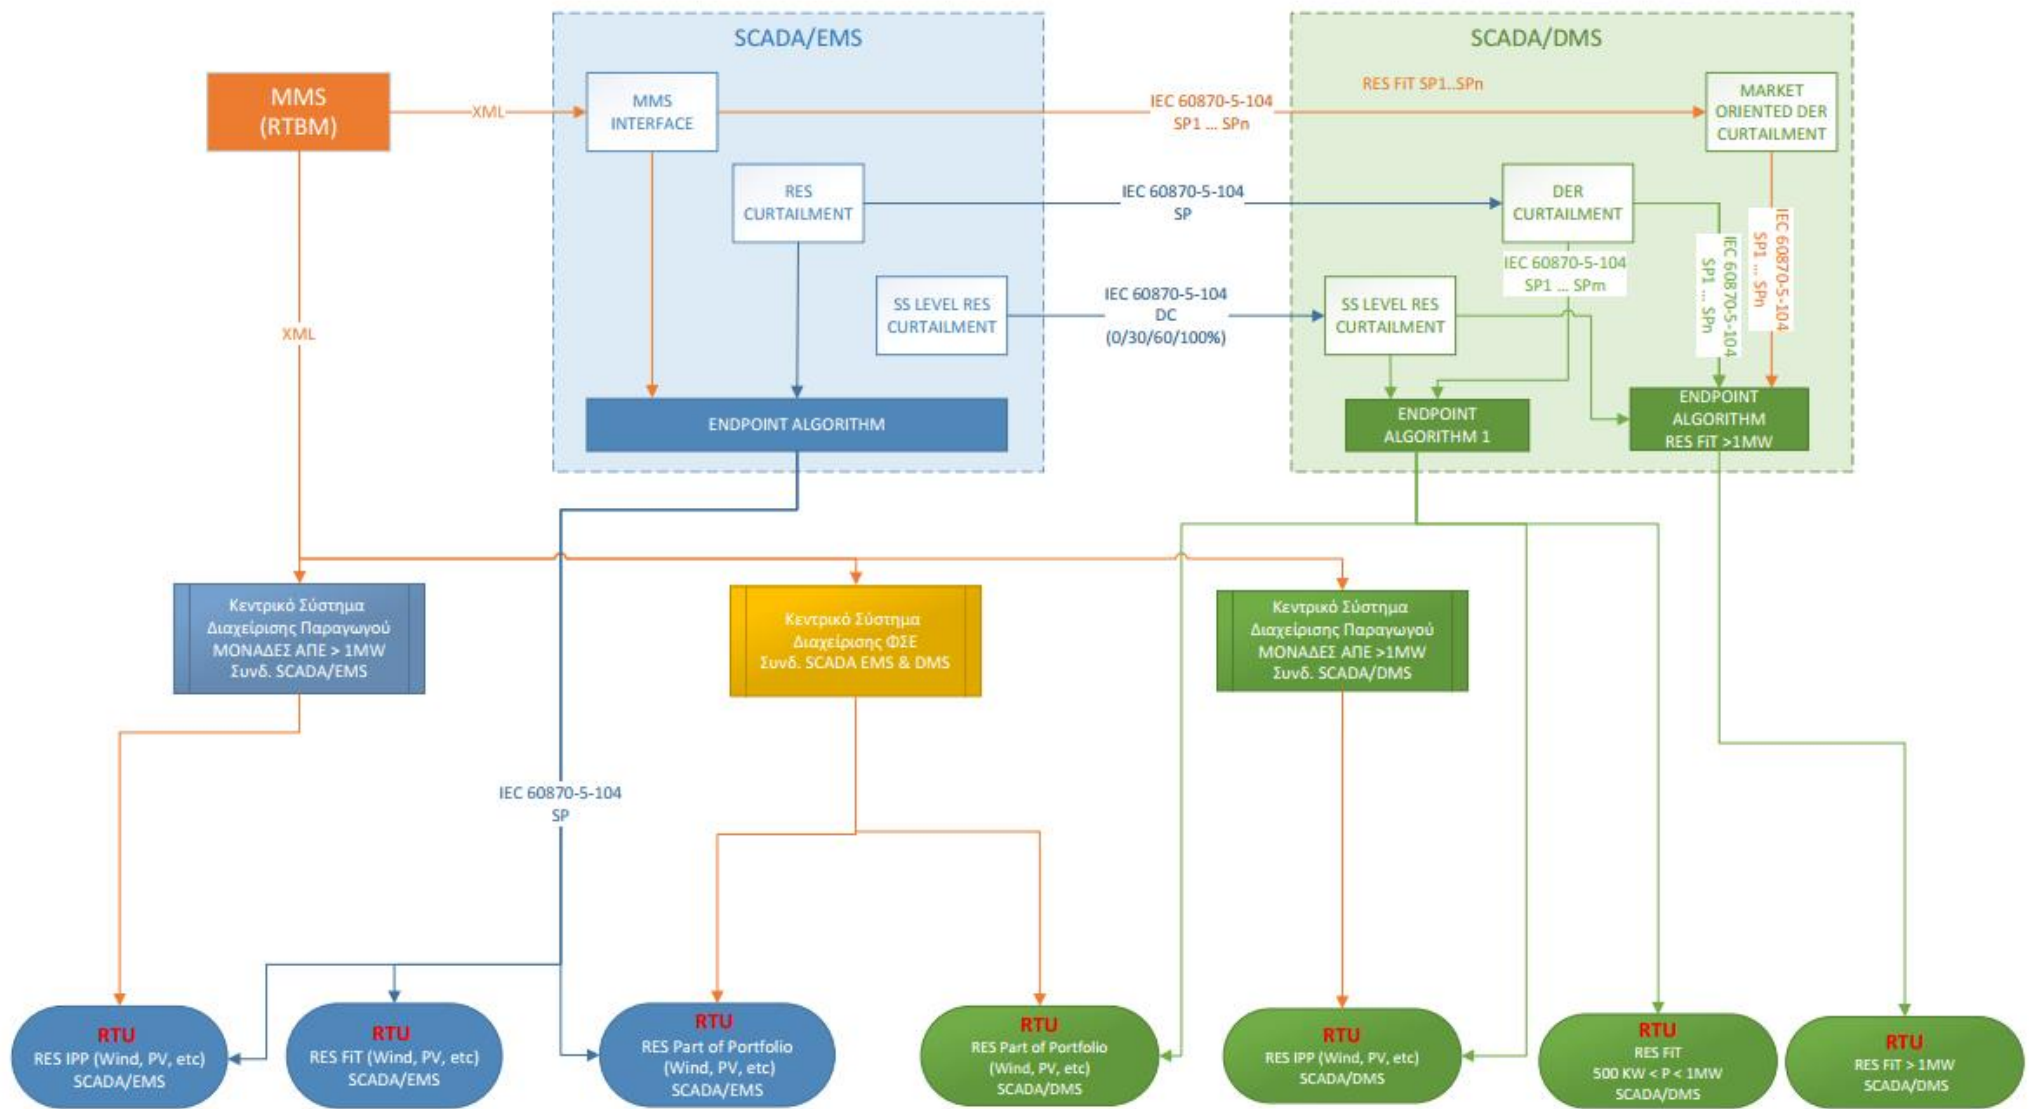 SCADA/EMS
SCADA/DMS
MMS
(RTBM)
XML
MMS
INTERFACE
IEC 60870-5-104
SP1 ... SPn
RES FiT SP1..SPn
MARKET
ORIENTED DER
CURTAILMENT
RES
CURTAILMENT
IEC 60870-5-104
SP
DER
CURTAILMENT
IEC 60870-5-104
SP1 ... SPm
IEC 60870-5-104
SP1 ... SPn
IEC 60870-5-104
SP1 ... SPn
SS LEVEL RES
CURTAILMENT
IEC 60870-5-104
DC
(0/30/60/100%)
SS LEVEL RES
CURTAILMENT
XML
ENDPOINT ALGORITHM
ENDPOINT
ALGORITHM 1
ENDPOINT
ALGORITHM
RES FiT >1MW
Κεντρικό Σύστημα
Διαχείρισης Παραγωγού
ΜΟΝΑΔΕΣ ΑΠΕ > 1MW
Συνδ. SCADA/EMS
Κεντρικό Σύστημα
Διαχείρισης ΦΣΕ
Συνδ. SCADA EMS & DMS
Κεντρικό Σύστημα
Διαχείρισης Παραγωγού
ΜΟΝΑΔΕΣ ΑΠΕ >1MW
Συνδ. SCADA/DMS
IEC 60870-5-104
SP
RTU
RES IPP (Wind, PV, etc)
SCADA/EMS
RTU
RES FiT (Wind, PV, etc)
SCADA/EMS
RTU
RES Part of Portfolio
(Wind, PV, etc)
SCADA/EMS
RTU
RES Part of Portfolio
(Wind, PV, etc)
SCADA/DMS
RTU
RES IPP (Wind, PV, etc)
SCADA/DMS
RTU
RES FiT
500 KW < P < 1MW
SCADA/DMS
RTU
RES FiT > 1MW
SCADA/DMS